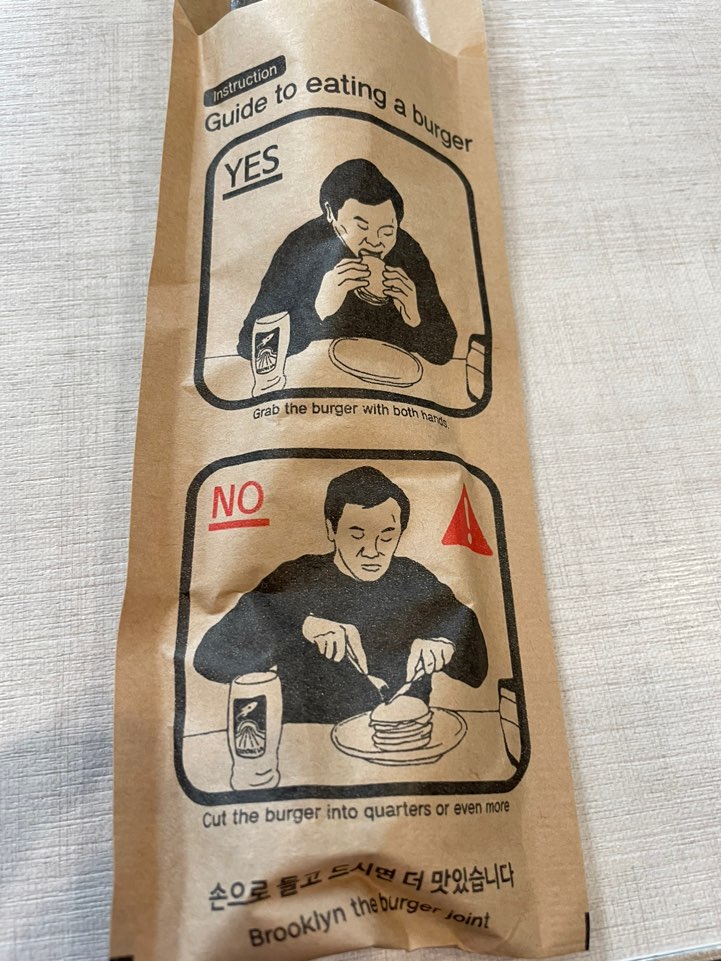 Instruction
Guide to eating a burger
YES
Grab the burger with both hands.
NO
Cut the burger into quarters or even more
손으로 들고 드시면 더 맛있습니다
Brooklyn the burger joint